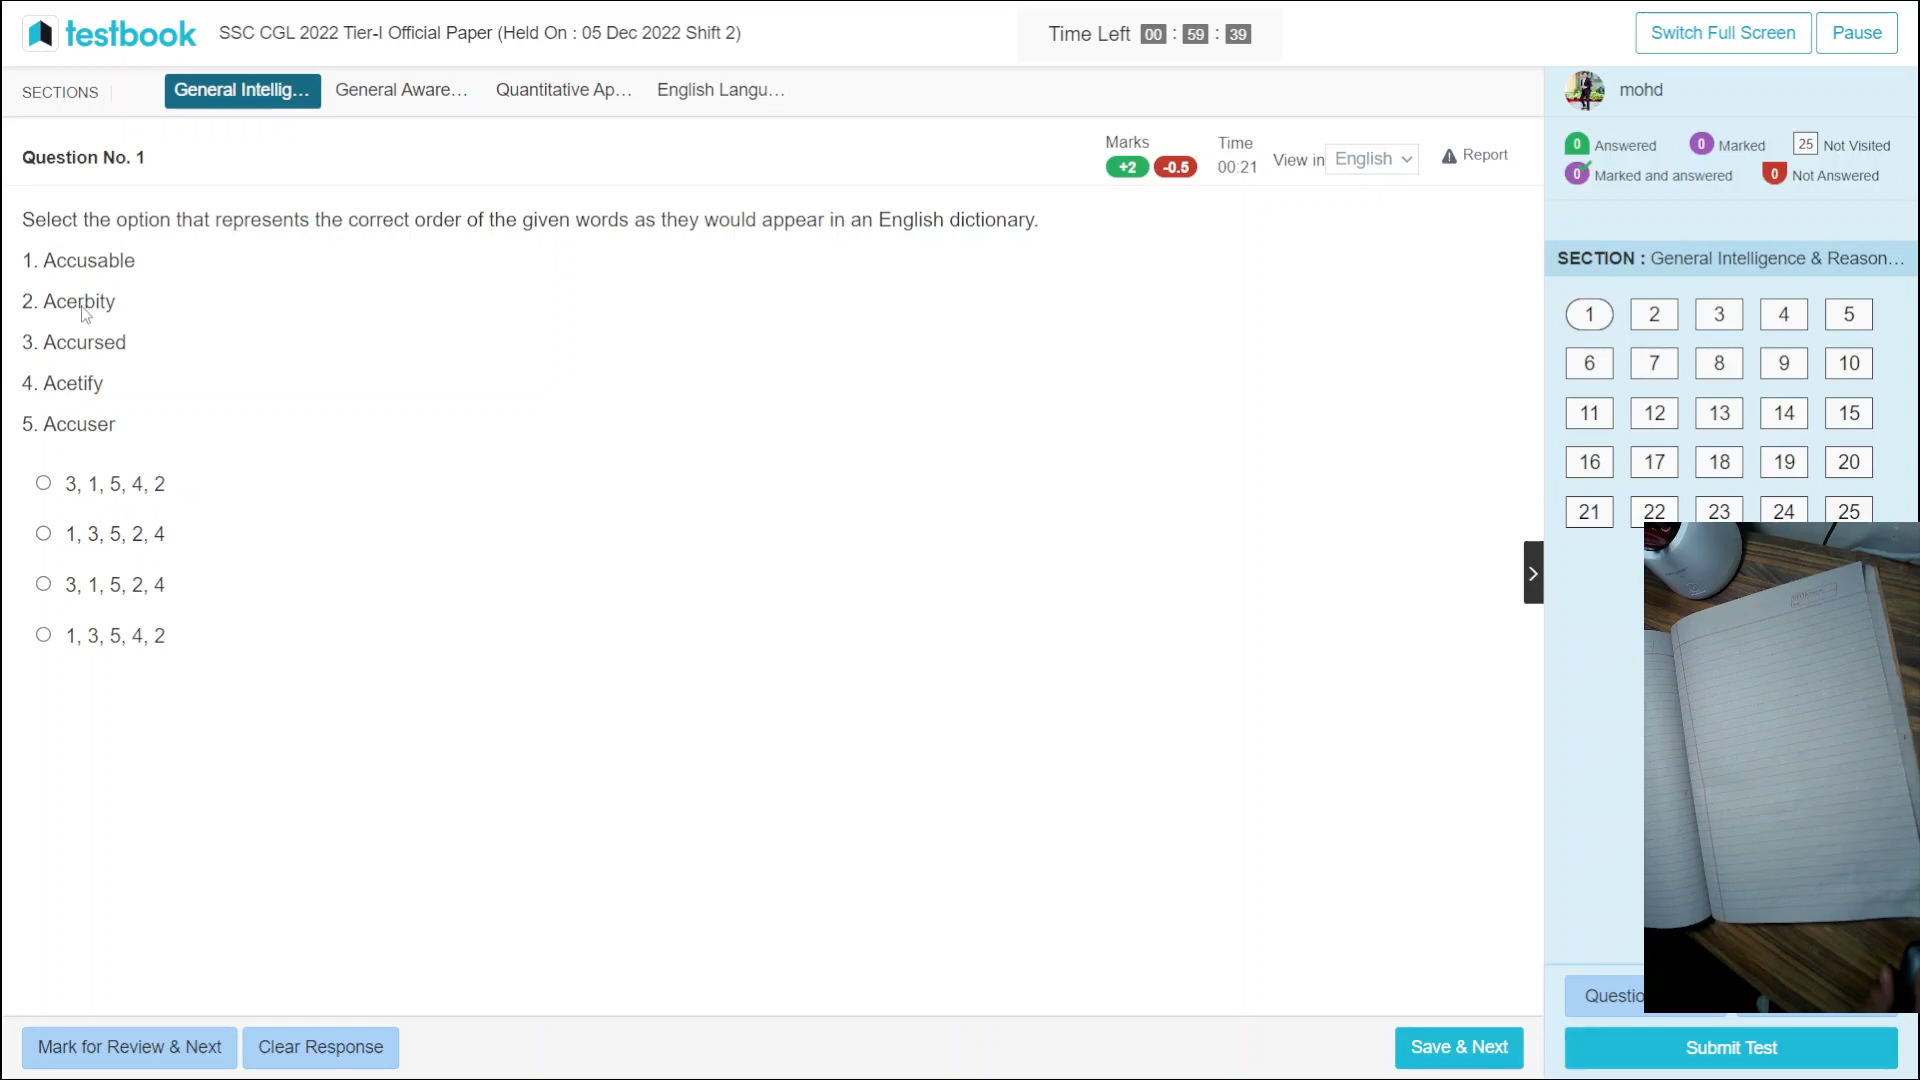 testbook SSC CGL 2022 Tier-I Official Paper (Held On : 05 Dec 2022 Shift 2) Time Left 00 : 59 : 39 Switch Full Screen Pause
SECTIONS General Intellig... General Aware... Quantitative Ap... English Langu... mohd
Question No. 1
Marks
+2 -0.5
Time
00:21
View in English
Report
0 Answered 0 Marked 25 Not Visited
0 Marked and answered 0 Not Answered
Select the option that represents the correct order of the given words as they would appear in an English dictionary.
1. Accusable
2. Acerbity
3. Accursed
4. Acetify
5. Accuser
3, 1, 5, 4, 2
1, 3, 5, 2, 4
3, 1, 5, 2, 4
1, 3, 5, 4, 2
SECTION : General Intelligence & Reason...
1 2 3 4 5
6 7 8 9 10
11 12 13 14 15
16 17 18 19 20
21 22 23 24 25
Mark for Review & Next Clear Response Save & Next
Submit Test